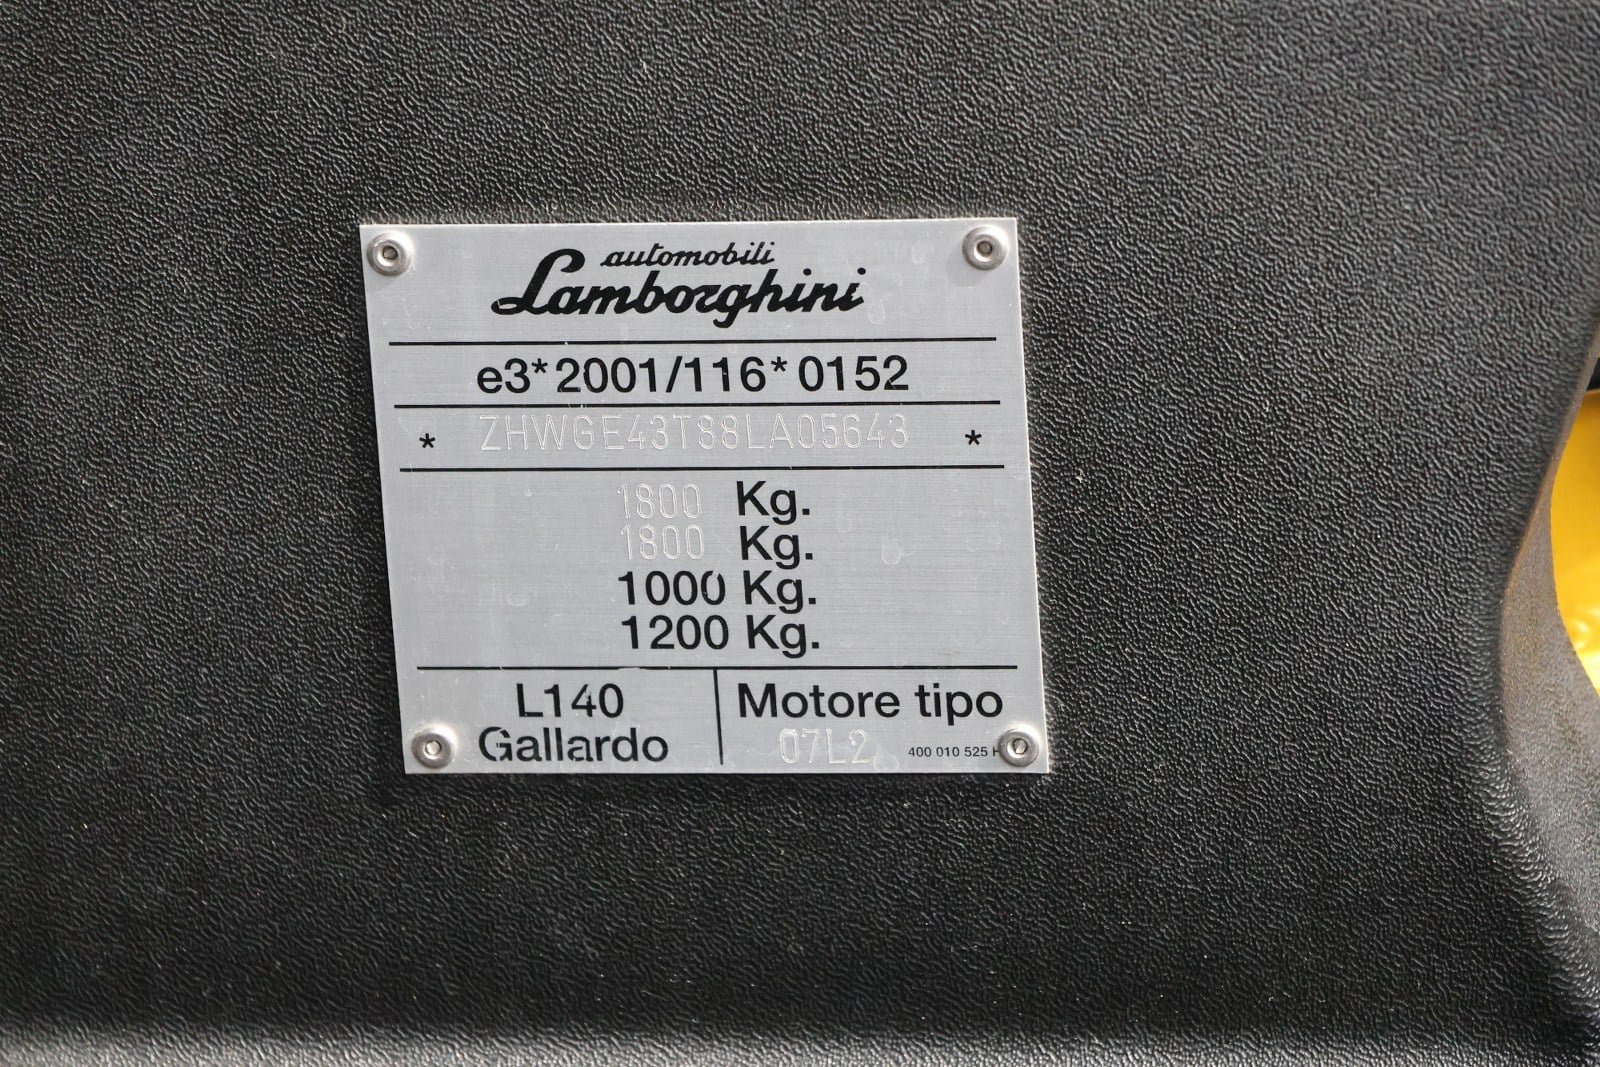 automobili
Lamborghini
e3*2001/116*0152
* ZHWGE43T88LA05643 *
1800 Kg.
1800 Kg.
1000 Kg.
1200 Kg.
L140
Gallardo
Motore tipo
07L2
400 010 525 H